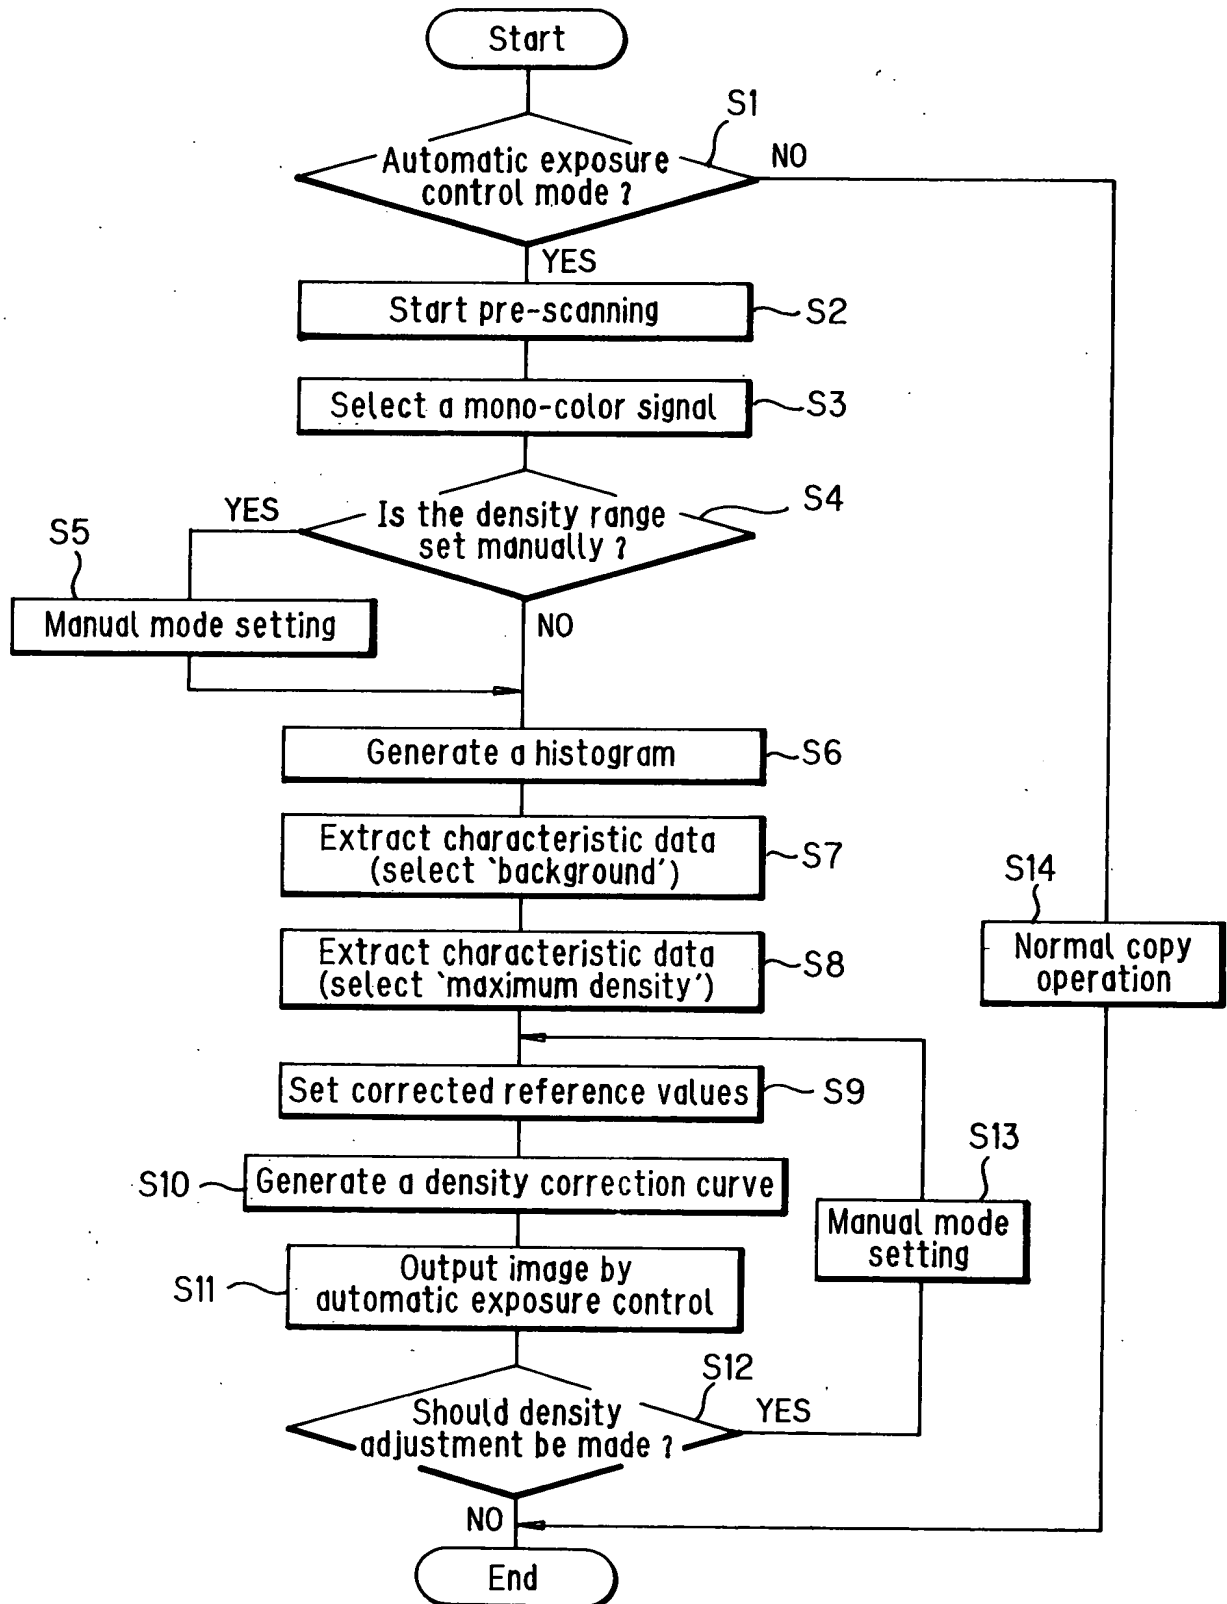 Start
S1
Automatic exposure
control mode ?
NO
YES
Start pre-scanning
S2
Select a mono-color signal
S3
S4
YES
Is the density range
set manually ?
S5
Manual mode setting
NO
Generate a histogram
S6
Extract characteristic data
(select ‵background′)
S7
S14
Extract characteristic data
(select ‵maximum density′)
S8
Normal copy
operation
Set corrected reference values
S9
S13
S10
Generate a density correction curve
Manual mode
setting
S11
Output image by
automatic exposure control
S12
Should density
adjustment be made ?
YES
NO
End